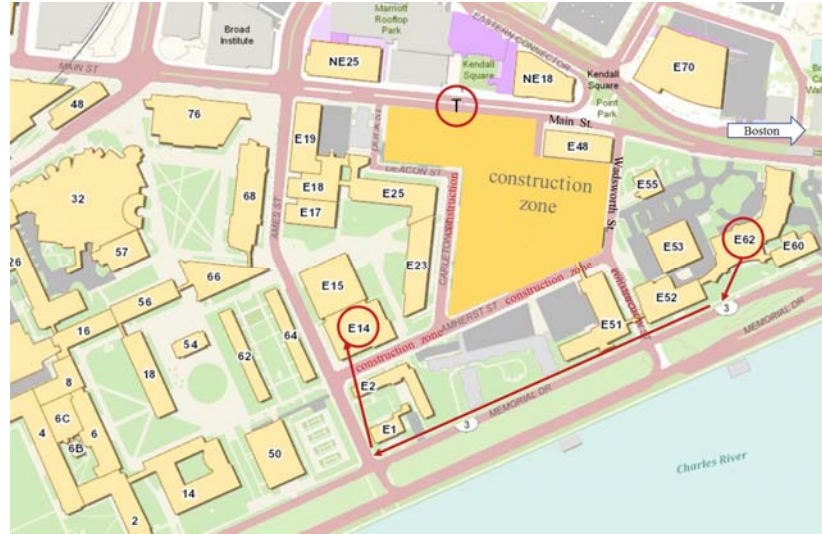 Broad
Institute
Marriott
Rooftop
Park
EASTERN CONNECTOR
MAIN ST
NE25
Kendall
Square
NE18
Kendall
Square
Point
Park
E70
48
76
T
Main St.
Boston
E19
E48
DEACON ST
construction
zone
Wadsworth St.
32
68
E18
E25
E55
E17
AMES ST
CARLETON
construction
E53
E62
E60
57
26
66
E23
E15
construction zone
construction
E52
56
16
E14
AMHERST ST
E51
3
MEMORIAL DR
54
64
construction zone
18
62
8
E2
6C
4
6
6B
E1
3
MEMORIAL DR
50
14
2
Charles River